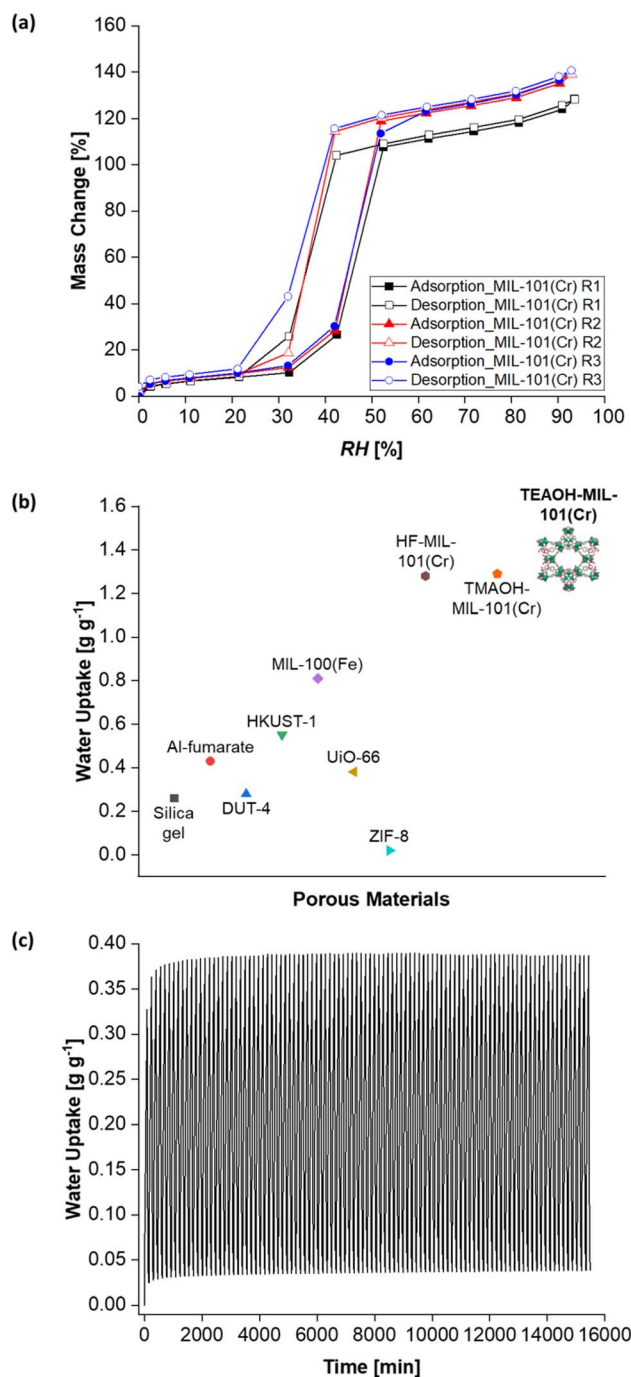 (a)
160
140
120
100
80
60
40
20
0
Mass Change [%]
Adsorption_MIL-101(Cr) R1
Desorption_MIL-101(Cr) R1
Adsorption_MIL-101(Cr) R2
Desorption_MIL-101(Cr) R2
Adsorption_MIL-101(Cr) R3
Desorption_MIL-101(Cr) R3
0 10 20 30 40 50 60 70 80 90 100
RH [%]
(b)
1.6
1.4
1.2
1.0
0.8
0.6
0.4
0.2
0.0
Water Uptake [g g-1]
TEAOH-MIL-
101(Cr)
HF-MIL-
101(Cr)
TMAOH-
MIL-101(Cr)
MIL-100(Fe)
HKUST-1
Al-fumarate
UiO-66
Silica
gel
DUT-4
ZIF-8
Porous Materials
(c)
0.40
0.35
0.30
0.25
0.20
0.15
0.10
0.05
0.00
Water Uptake [g g-1]
0 2000 4000 6000 8000 10000 12000 14000 16000
Time [min]